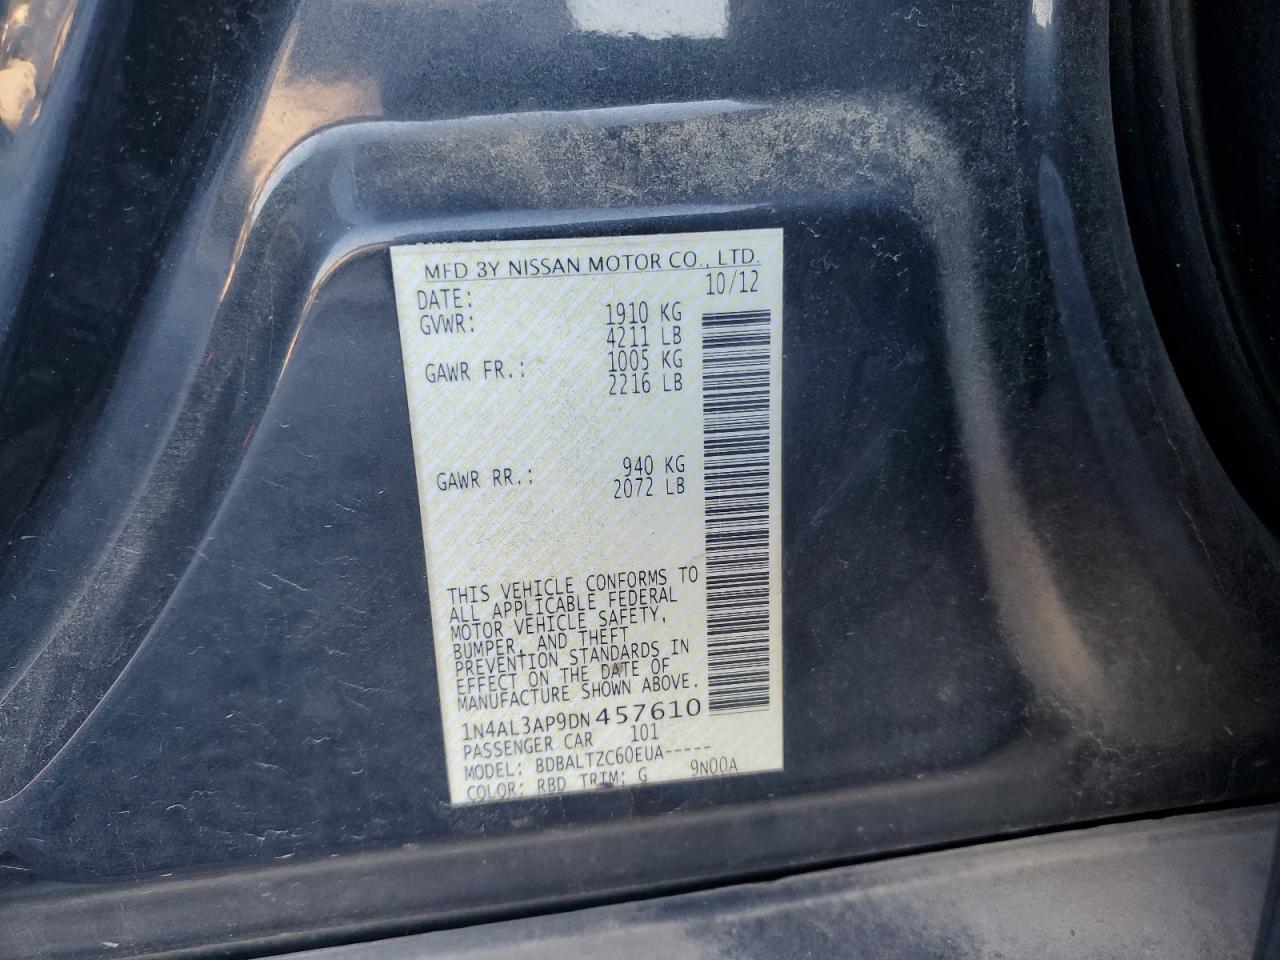 MFD BY NISSAN MOTOR CO., LTD.
DATE: 10/12
GVWR: 1910 KG
4211 LB
GAWR FR.: 1005 KG
2216 LB
GAWR RR.: 940 KG
2072 LB
THIS VEHICLE CONFORMS TO
ALL APPLICABLE FEDERAL
MOTOR VEHICLE SAFETY,
BUMPER, AND THEFT
PREVENTION STANDARDS IN
EFFECT ON THE DATE OF
MANUFACTURE SHOWN ABOVE.
1N4AL3AP9DN457610
PASSENGER CAR 101
MODEL: BDBALTZC60EUA-----
COLOR: RBD TRIM: G 9N00A